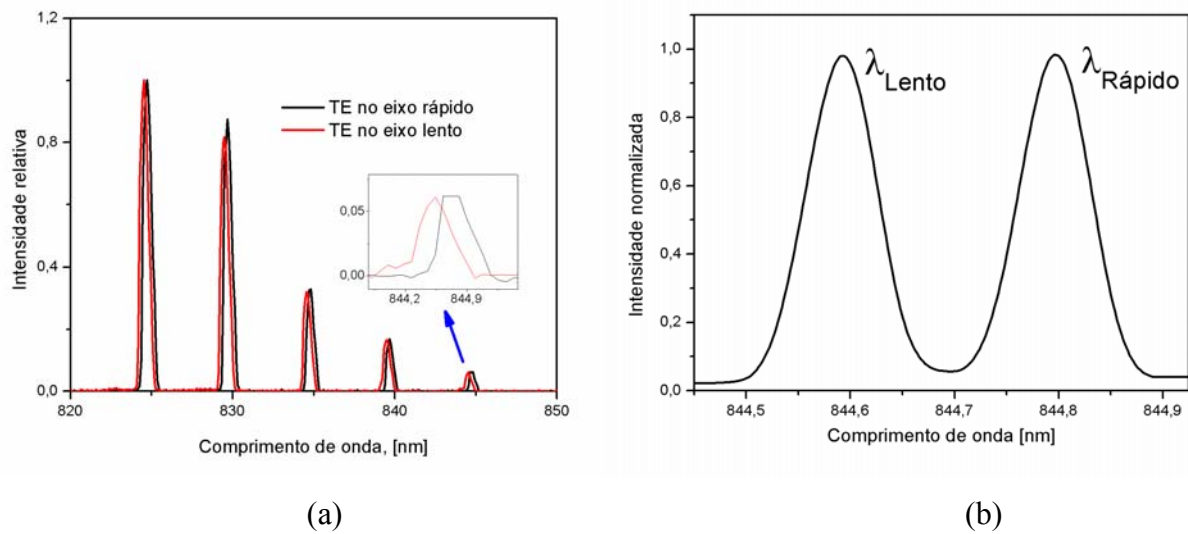 1,2
0,8
0,4
0,0
Intensidade relativa
TE no eixo rápido
TE no eixo lento
0,05
0,00
844,2
844,9
820
830
840
850
Comprimento de onda, [nm]
(a)
(b)
1,0
0,8
0,6
0,4
0,2
0,0
Intensidade normalizada
λLento
λRápido
844,5
844,6
844,7
844,8
844,9
Comprimento de onda [nm]
(a)
(b)